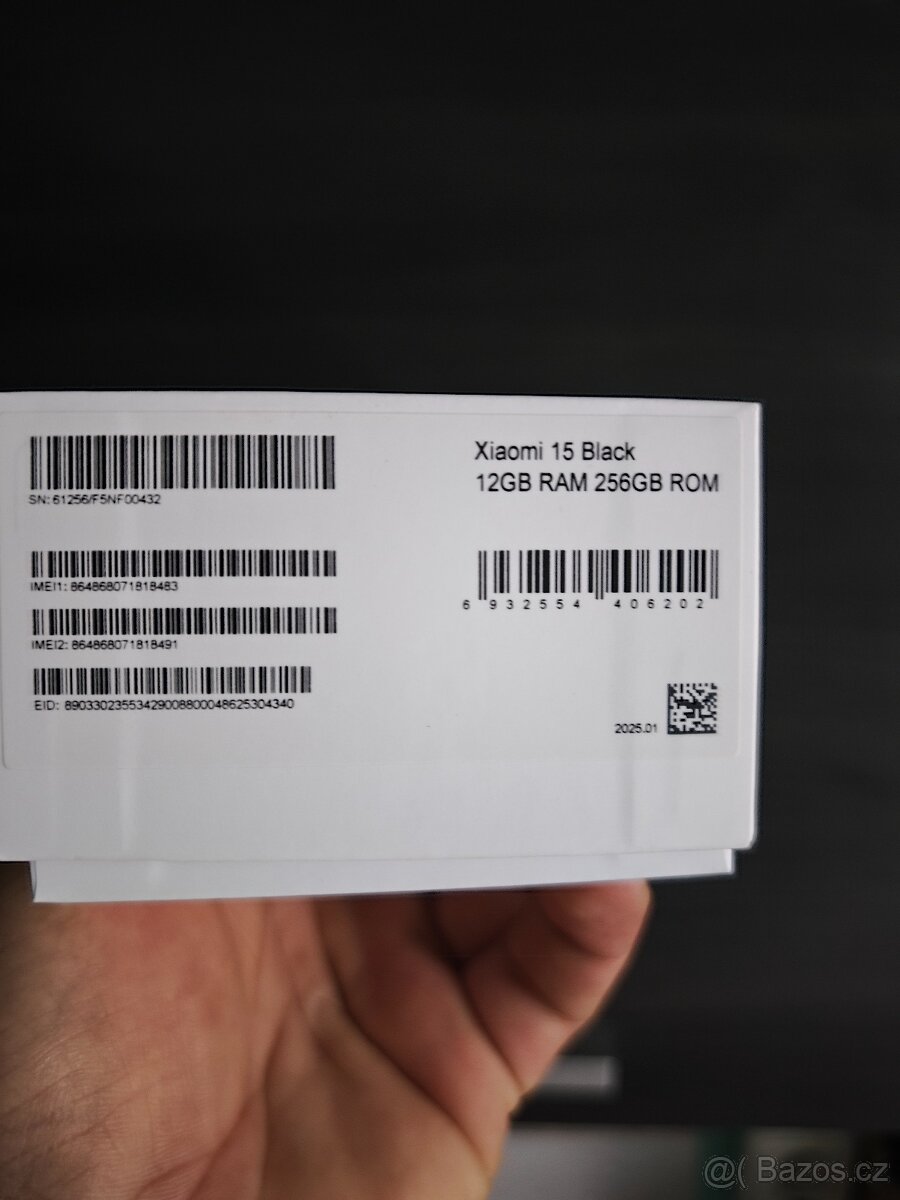 SN: 61256/F5NF00432
IMEI1: 864868071818483
IMEI2: 864868071818491
EID: 89033023553429008800048625304340
Xiaomi 15 Black
12GB RAM 256GB ROM
6 932554 406202
2025.01
@( Bazos.cz